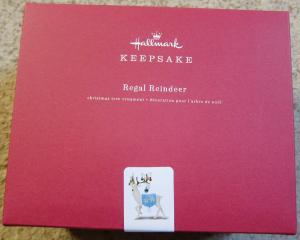 Hallmark
KEEPSAKE
Regal Reindeer
christmas tree ornament • décoration pour l'arbre de noël